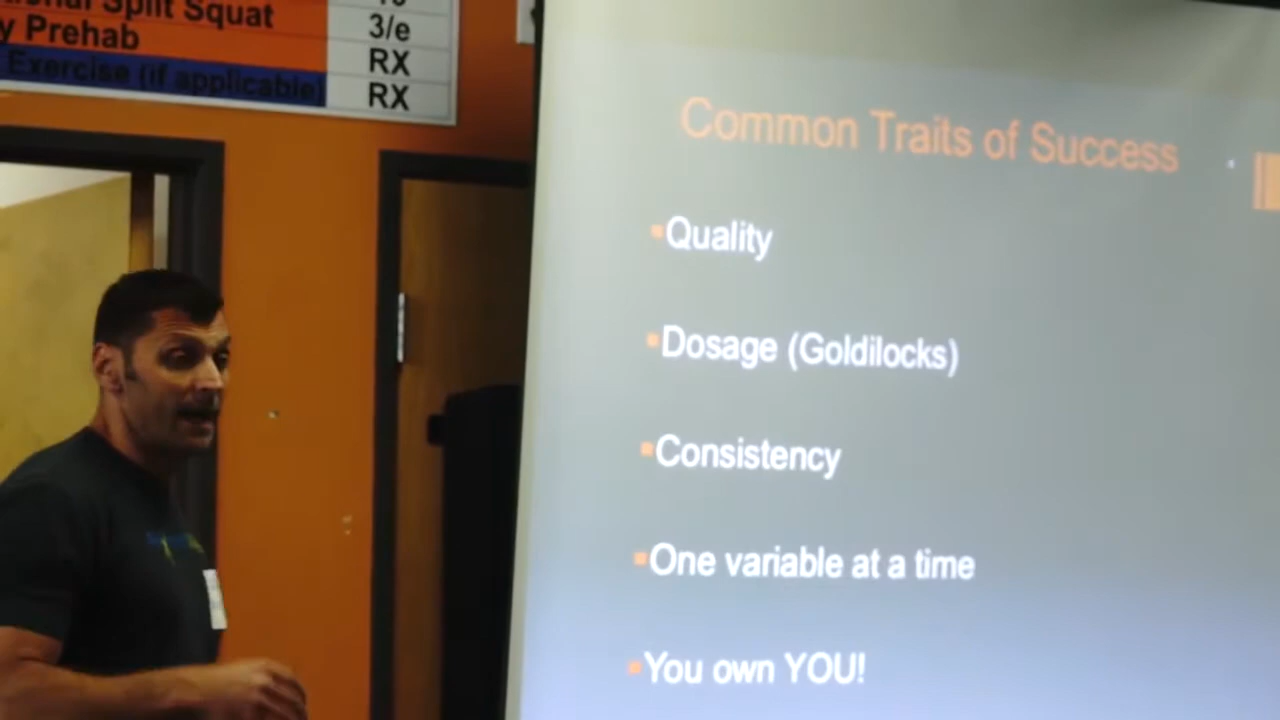 Split Squat
3/e
y Prehab
RX
Exercise (if applicable)
RX
Common Traits of Success
▪Quality
▪Dosage (Goldilocks)
▪Consistency
▪One variable at a time
▪You own YOU!